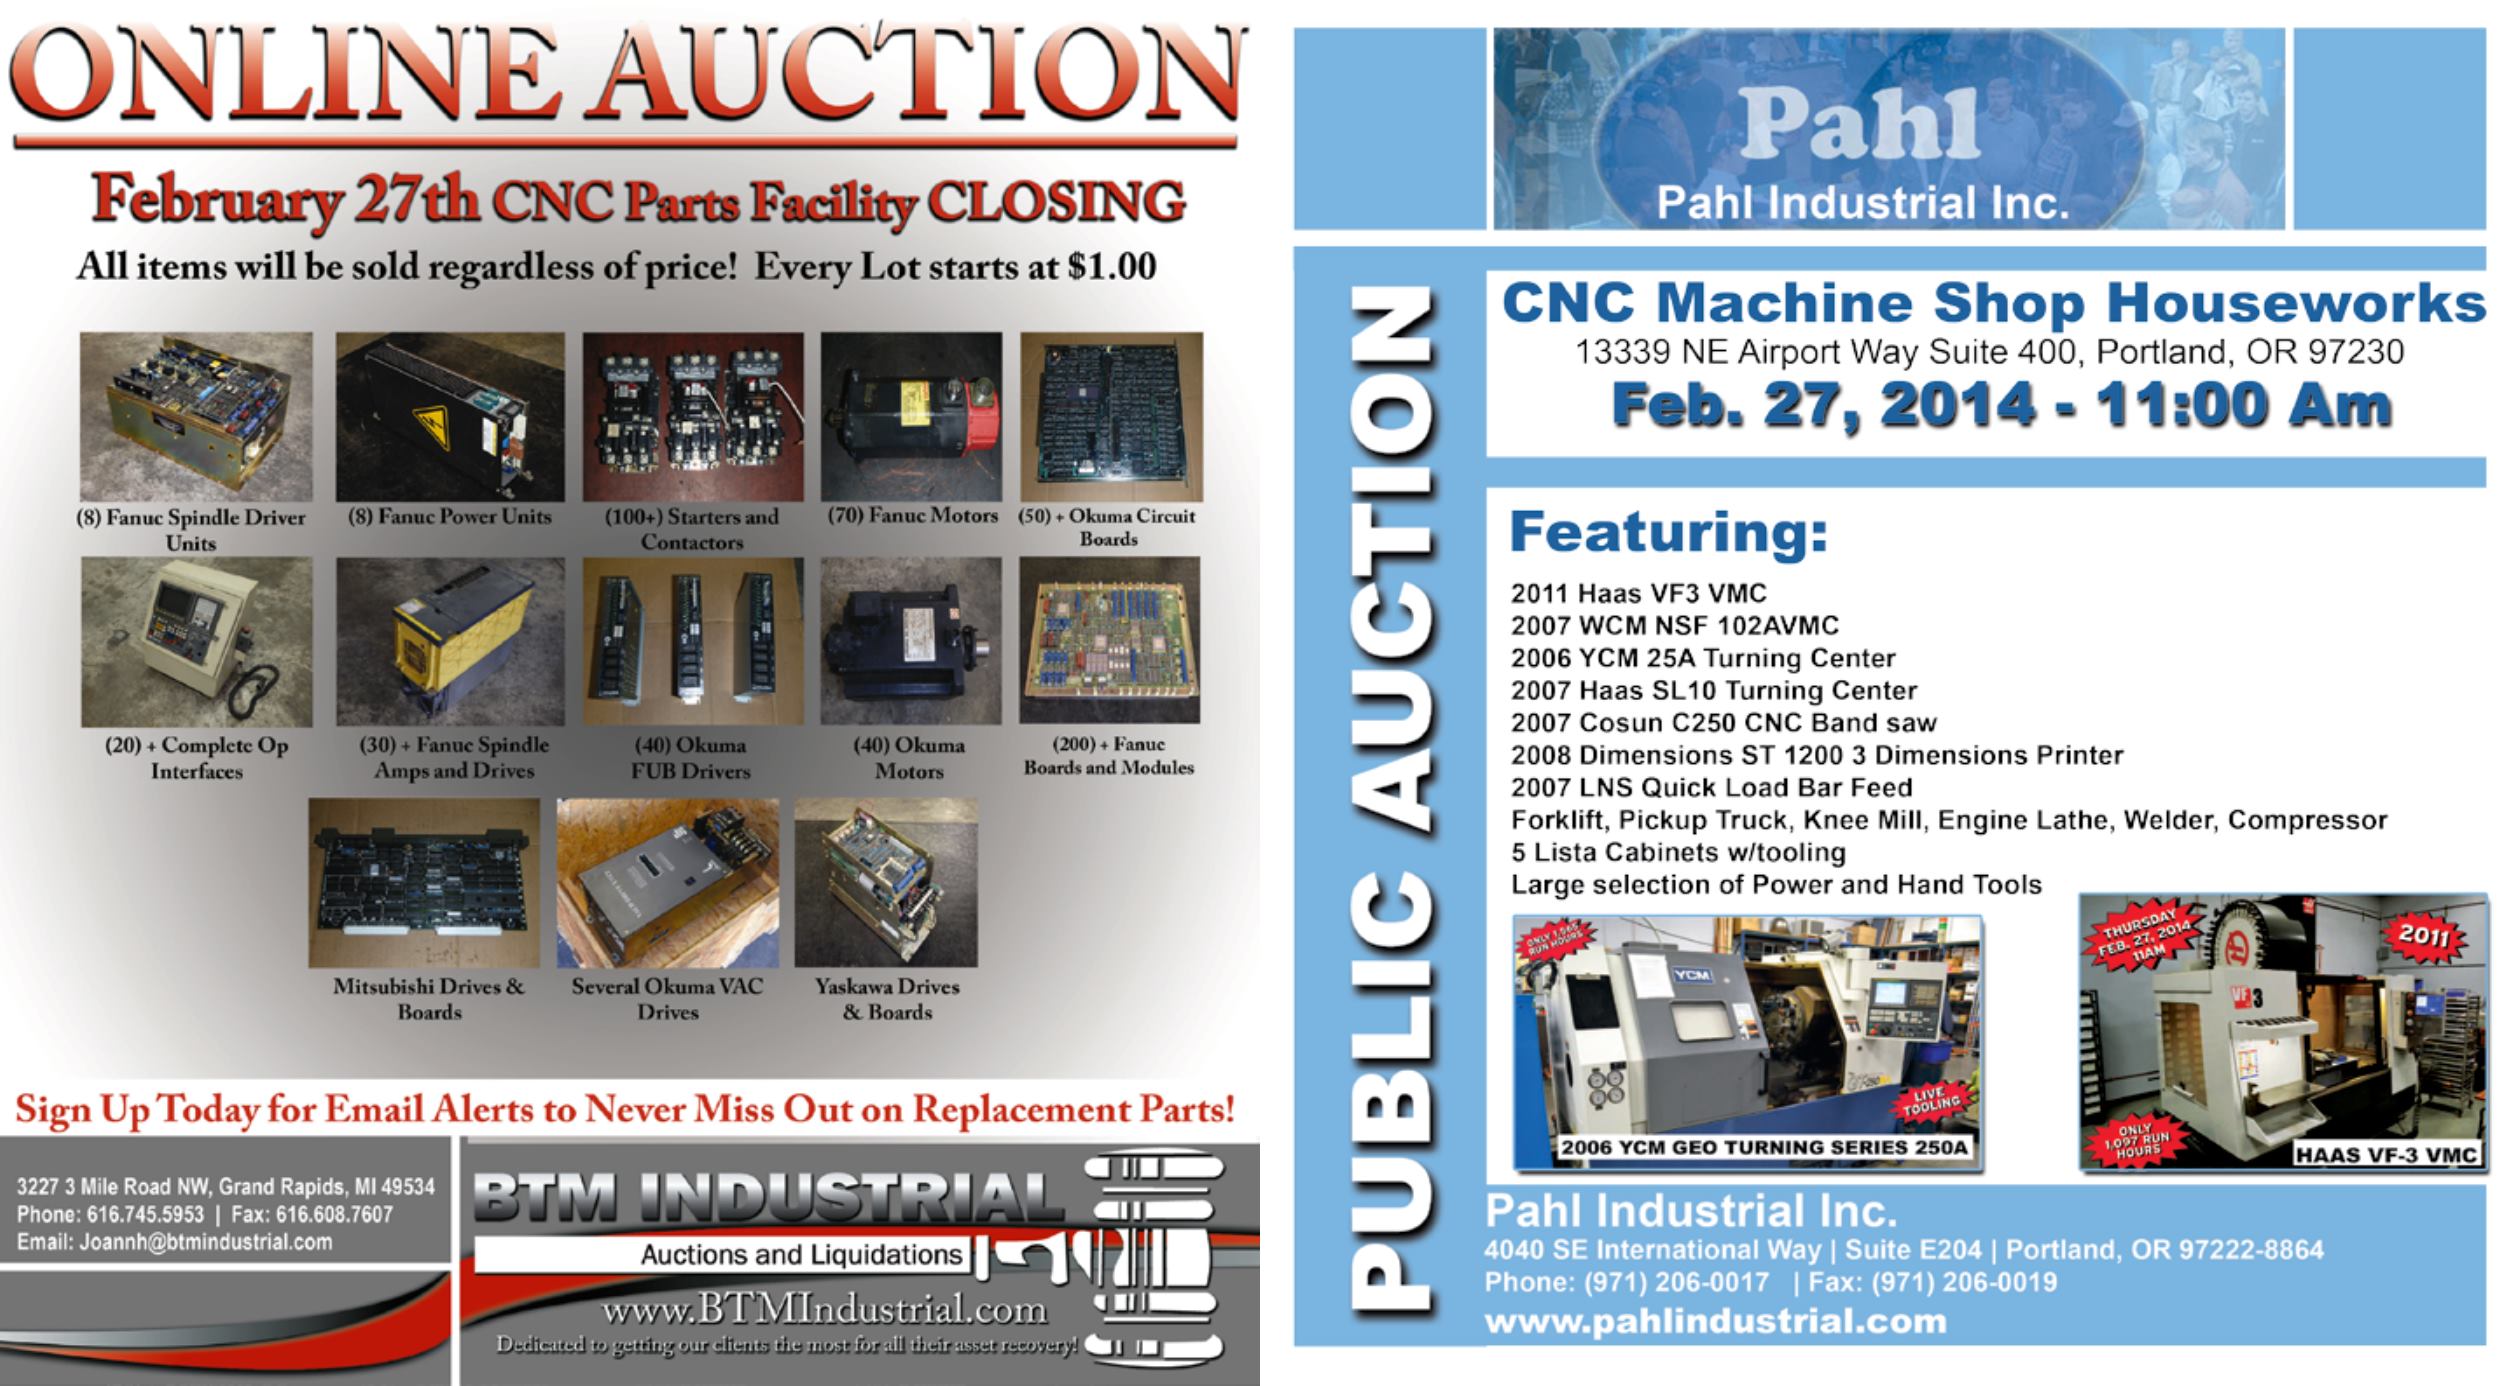 ONLINE AUCTION
February 27th CNC Parts Facility CLOSING
All items will be sold regardless of price! Every Lot starts at $1.00
(8) Fanuc Spindle Driver
Units
(8) Fanuc Power Units
(100+) Starters and
Contactors
(70) Fanuc Motors
(50) + Okuma Circuit
Boards
(20) + Complete Op
Interfaces
(30) + Fanuc Spindle
Amps and Drives
(40) Okuma
FUB Drivers
(40) Okuma
Motors
(200) + Fanuc
Boards and Modules
Mitsubishi Drives &
Boards
Several Okuma VAC
Drives
Yaskawa Drives
& Boards
Sign Up Today for Email Alerts to Never Miss Out on Replacement Parts!
3227 3 Mile Road NW, Grand Rapids, MI 49534
Phone: 616.745.5953 | Fax: 616.608.7607
Email: Joannh@btmindustrial.com
BTM INDUSTRIAL
Auctions and Liquidations
www.BTMIndustrial.com
Dedicated to getting our clients the most for all their asset recovery!
Pahl
Pahl Industrial Inc.
PUBLIC AUCTION
CNC Machine Shop Houseworks
13339 NE Airport Way Suite 400, Portland, OR 97230
Feb. 27, 2014 - 11:00 Am
Featuring:
2011 Haas VF3 VMC
2007 WCM NSF 102AVMC
2006 YCM 25A Turning Center
2007 Haas SL10 Turning Center
2007 Cosun C250 CNC Band saw
2008 Dimensions ST 1200 3 Dimensions Printer
2007 LNS Quick Load Bar Feed
Forklift, Pickup Truck, Knee Mill, Engine Lathe, Welder, Compressor
5 Lista Cabinets w/tooling
Large selection of Power and Hand Tools
ONLY 1,065
RUN HOURS
YCM
LIVE
TOOLING
2006 YCM GEO TURNING SERIES 250A
THURSDAY
FEB. 27, 2014
11AM
2011
VF 3
ONLY
1,097 RUN
HOURS
HAAS VF-3 VMC
Pahl Industrial Inc.
4040 SE International Way | Suite E204 | Portland, OR 97222-8864
Phone: (971) 206-0017 | Fax: (971) 206-0019
www.pahlindustrial.com